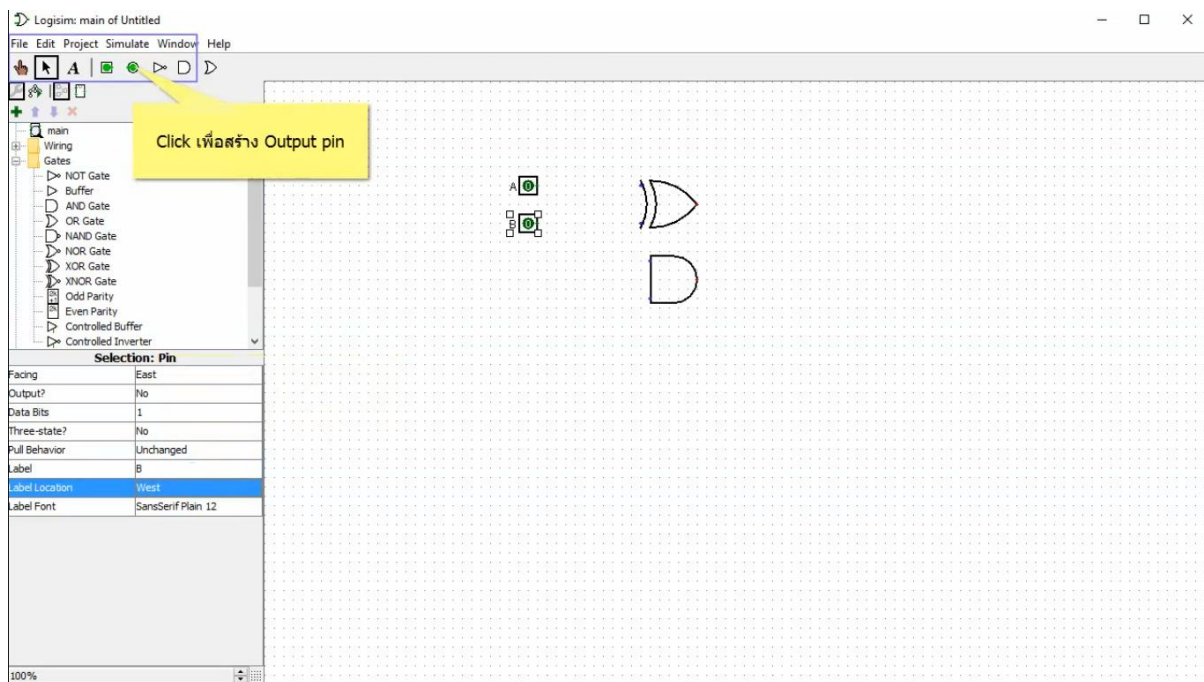 Logisim: main of Untitled
File Edit Project Simulate Window Help
A
Click เพื่อสร้าง Output pin
main
Wiring
Gates
NOT Gate
Buffer
AND Gate
OR Gate
NAND Gate
NOR Gate
XOR Gate
XNOR Gate
Odd Parity
Even Parity
Controlled Buffer
Controlled Inverter
A 0
B 0
Selection: Pin
Facing East
Output? No
Data Bits 1
Three-state? No
Pull Behavior Unchanged
Label B
Label Location West
Label Font SansSerif Plain 12
100%